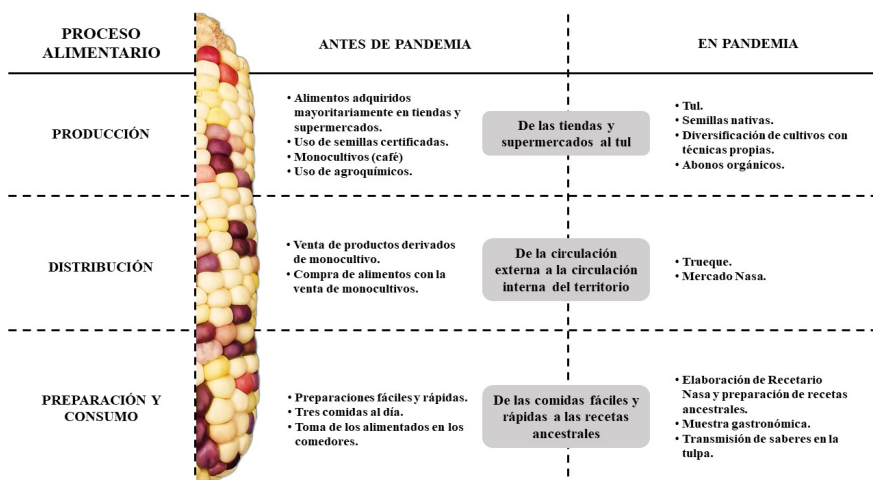 PROCESO
ALIMENTARIO
ANTES DE PANDEMIA
EN PANDEMIA
PRODUCCIÓN
• Alimentos adquiridos
mayoritariamente en tiendas y
supermercados.
• Uso de semillas certificadas.
• Monocultivos (café)
• Uso de agroquímicos.
De las tiendas y
supermercados al tul
• Tul.
• Semillas nativas.
• Diversificación de cultivos con
técnicas propias.
• Abonos orgánicos.
DISTRIBUCIÓN
• Venta de productos derivados
de monocultivo.
• Compra de alimentos con la
venta de monocultivos.
De la circulación
externa a la circulación
interna del territorio
• Trueque.
• Mercado Nasa.
PREPARACIÓN Y
CONSUMO
• Preparaciones fáciles y rápidas.
• Tres comidas al día.
• Toma de los alimentados en los
comedores.
De las comidas fáciles y
rápidas a las recetas
ancestrales
• Elaboración de Recetario
Nasa y preparación de recetas
ancestrales.
• Muestra gastronómica.
• Transmisión de saberes en la
tulpa.